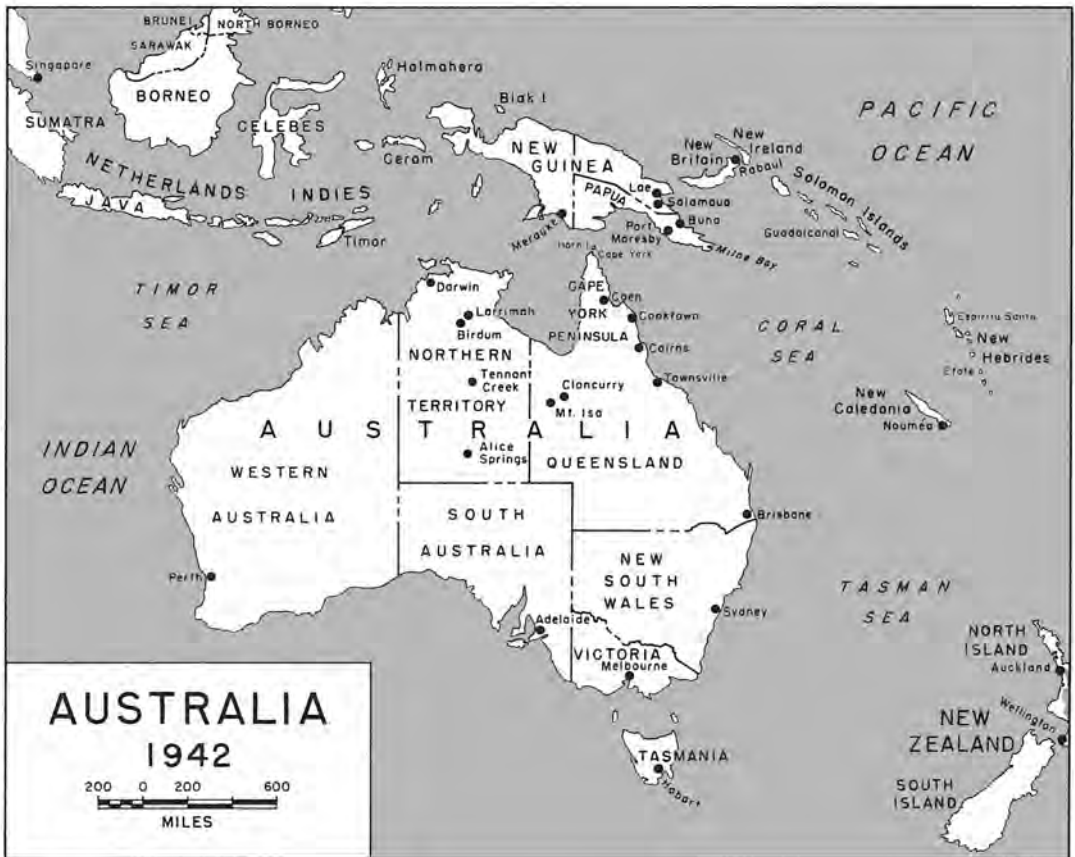 BRUNEI
NORTH BORNEO
SARAWAK
Singapore
BORNEO
SUMATRA
CELEBES
Halmahera
Biak I
Ceram
NETHERLANDS INDIES
JAVA
Timor
NEW GUINEA
PAPUA
Merauke
Lae
Salamaua
Buna
Port Moresby
Milne Bay
New Britain
New Ireland
Rabaul
Solomon Islands
Guadalcanal
PACIFIC OCEAN
Horn I
Cape York
TIMOR SEA
Darwin
Larrimah
Birdum
CAPE YORK PENINSULA
Coen
Cooktown
Cairns
Townsville
CORAL SEA
Espiritu Santo
New Hebrides
Efate
New Caledonia
Nouméa
NORTHERN TERRITORY
Tennant Creek
Cloncurry
Mt. Isa
AUSTRALIA
Alice Springs
QUEENSLAND
INDIAN OCEAN
WESTERN AUSTRALIA
SOUTH AUSTRALIA
Brisbane
Perth
NEW SOUTH WALES
Sydney
Adelaide
VICTORIA
Melbourne
TASMAN SEA
NORTH ISLAND
Auckland
Wellington
NEW ZEALAND
SOUTH ISLAND
TASMANIA
Hobart
AUSTRALIA
1942
200 0 200 600
MILES